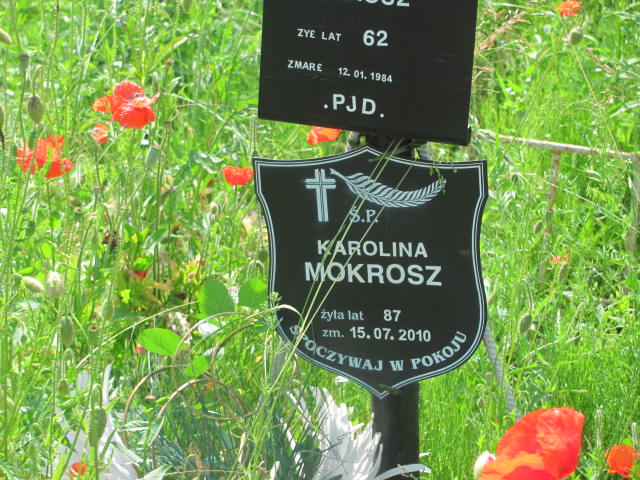 ŻYŁ LAT 62
ZMARŁ 12.01.1984
.PJD.
Ś.P.
KAROLINA
MOKROSZ
żyła lat 87
zm. 15.07.2010
SPOCZYWAJ W POKOJU